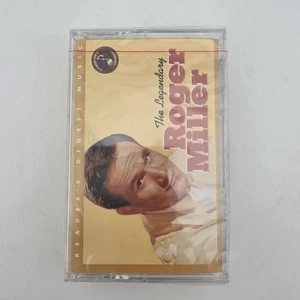 READER'S DIGEST MUSIC
The Legendary
Roger
Miller